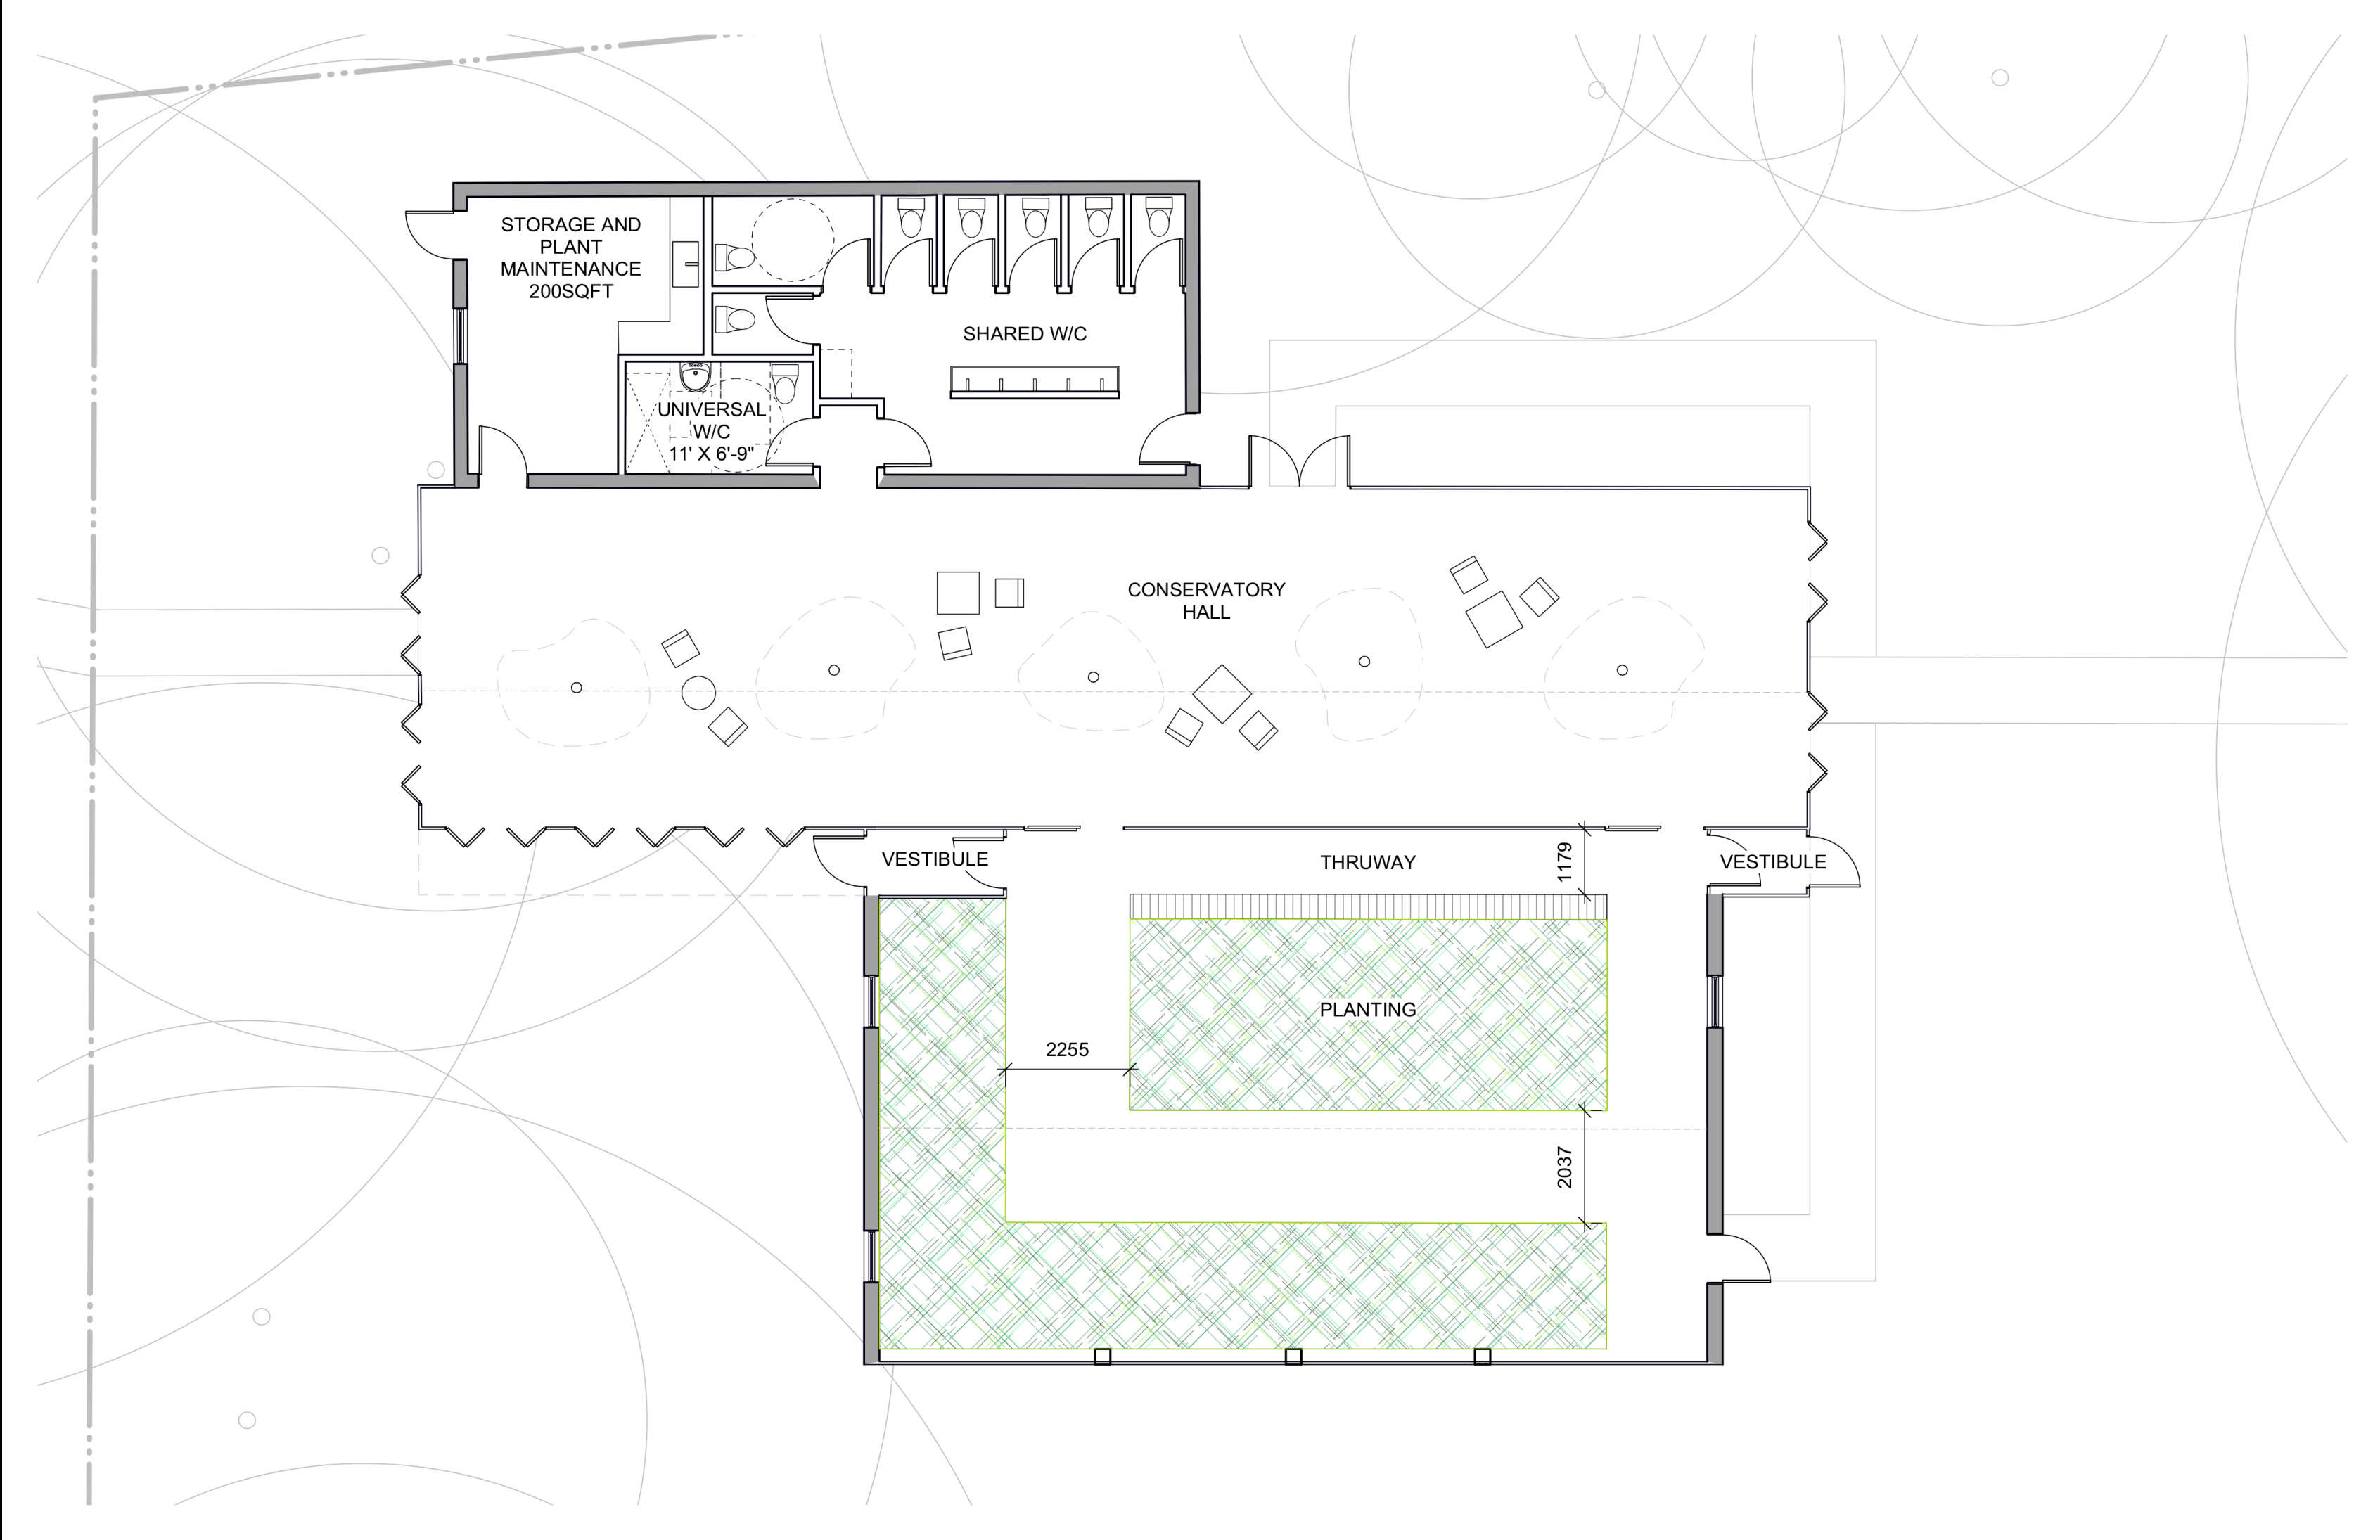 STORAGE AND
PLANT
MAINTENANCE
200SQFT
SHARED W/C
UNIVERSAL
W/C
11' X 6'-9"
CONSERVATORY
HALL
VESTIBULE
THRUWAY
1179
VESTIBULE
PLANTING
2255
2037